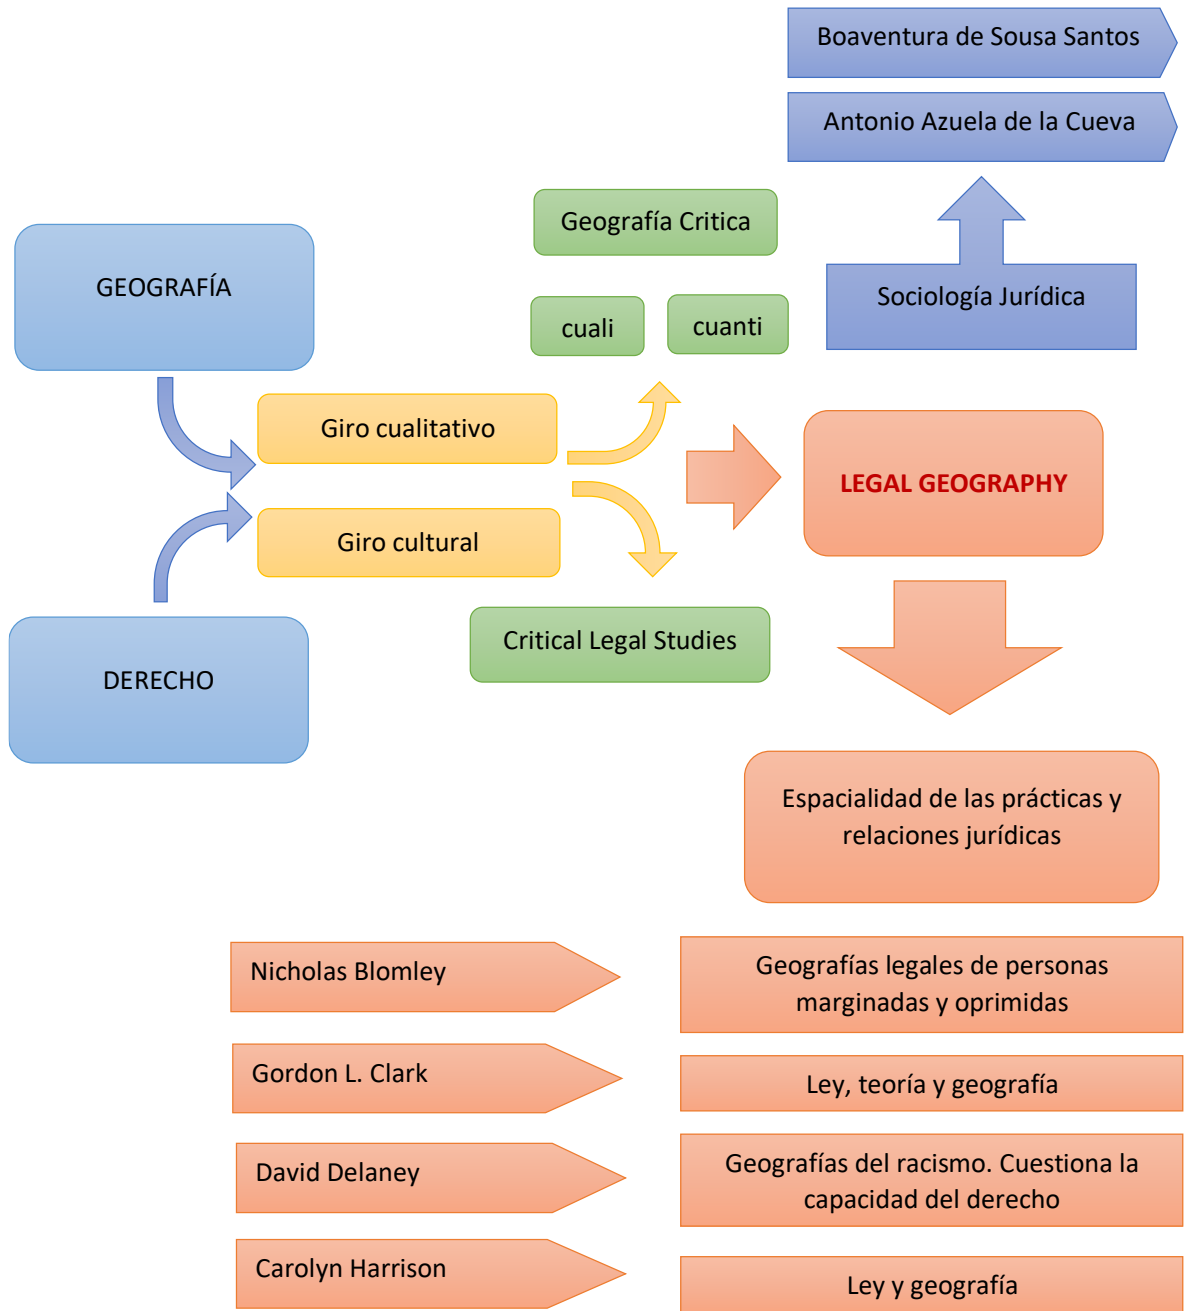 Boaventura de Sousa Santos
Antonio Azuela de la Cueva
Geografía Critica
GEOGRAFÍA
Sociología Jurídica
cuali
cuanti
Giro cualitativo
LEGAL GEOGRAPHY
Giro cultural
Critical Legal Studies
DERECHO
Espacialidad de las prácticas y
relaciones jurídicas
Nicholas Blomley
Geografías legales de personas
marginadas y oprimidas
Gordon L. Clark
Ley, teoría y geografía
David Delaney
Geografías del racismo. Cuestiona la
capacidad del derecho
Carolyn Harrison
Ley y geografía